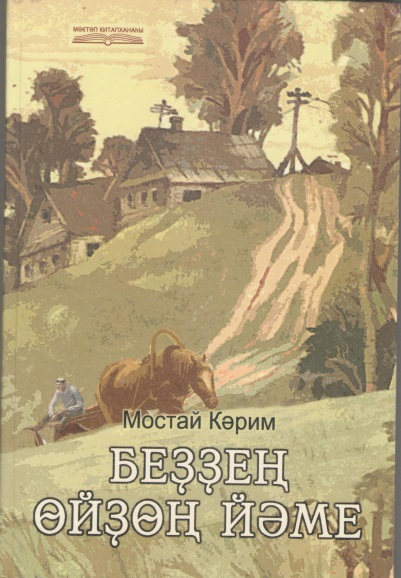 МӘКТӘП КИТАПХАНАҺЫ
Мостай Кәрим
БЕҘҘЕҢ
ӨЙҘӨҢ ЙӘМЕ